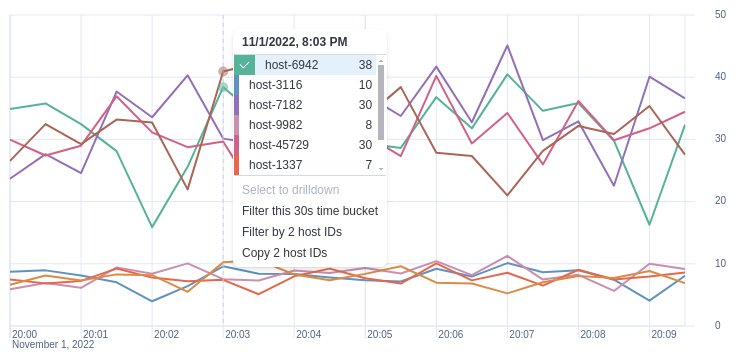 50
40
30
20
10
0
11/1/2022, 8:03 PM
host-6942 38
host-3116 10
host-7182 30
host-9982 8
host-45729 30
host-1337 7
Select to drilldown
Filter this 30s time bucket
Filter by 2 host IDs
Copy 2 host IDs
20:00 20:01 20:02 20:03 20:04 20:05 20:06 20:07 20:08 20:09
November 1, 2022